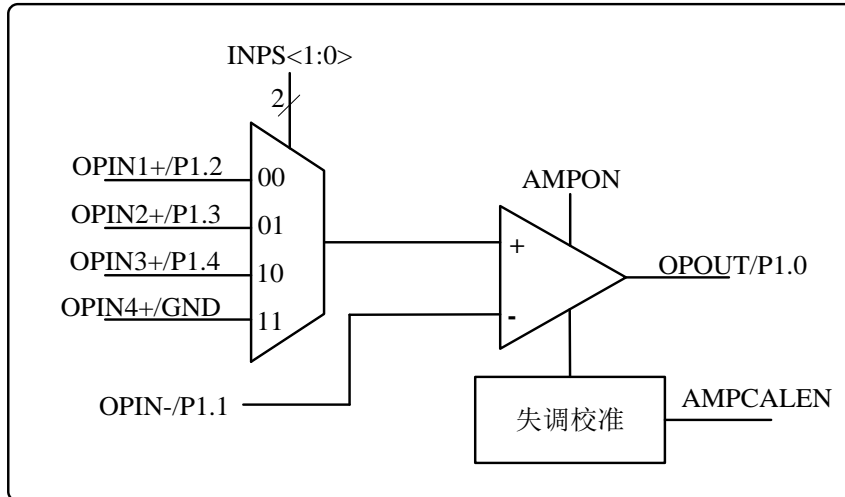 INPS<1:0>
2
OPIN1+/P1.2
00
AMPON
OPIN2+/P1.3
01
+
OPIN3+/P1.4
10
OPOUT/P1.0
OPIN4+/GND
11
-
OPIN-/P1.1
失调校准
AMPCALEN